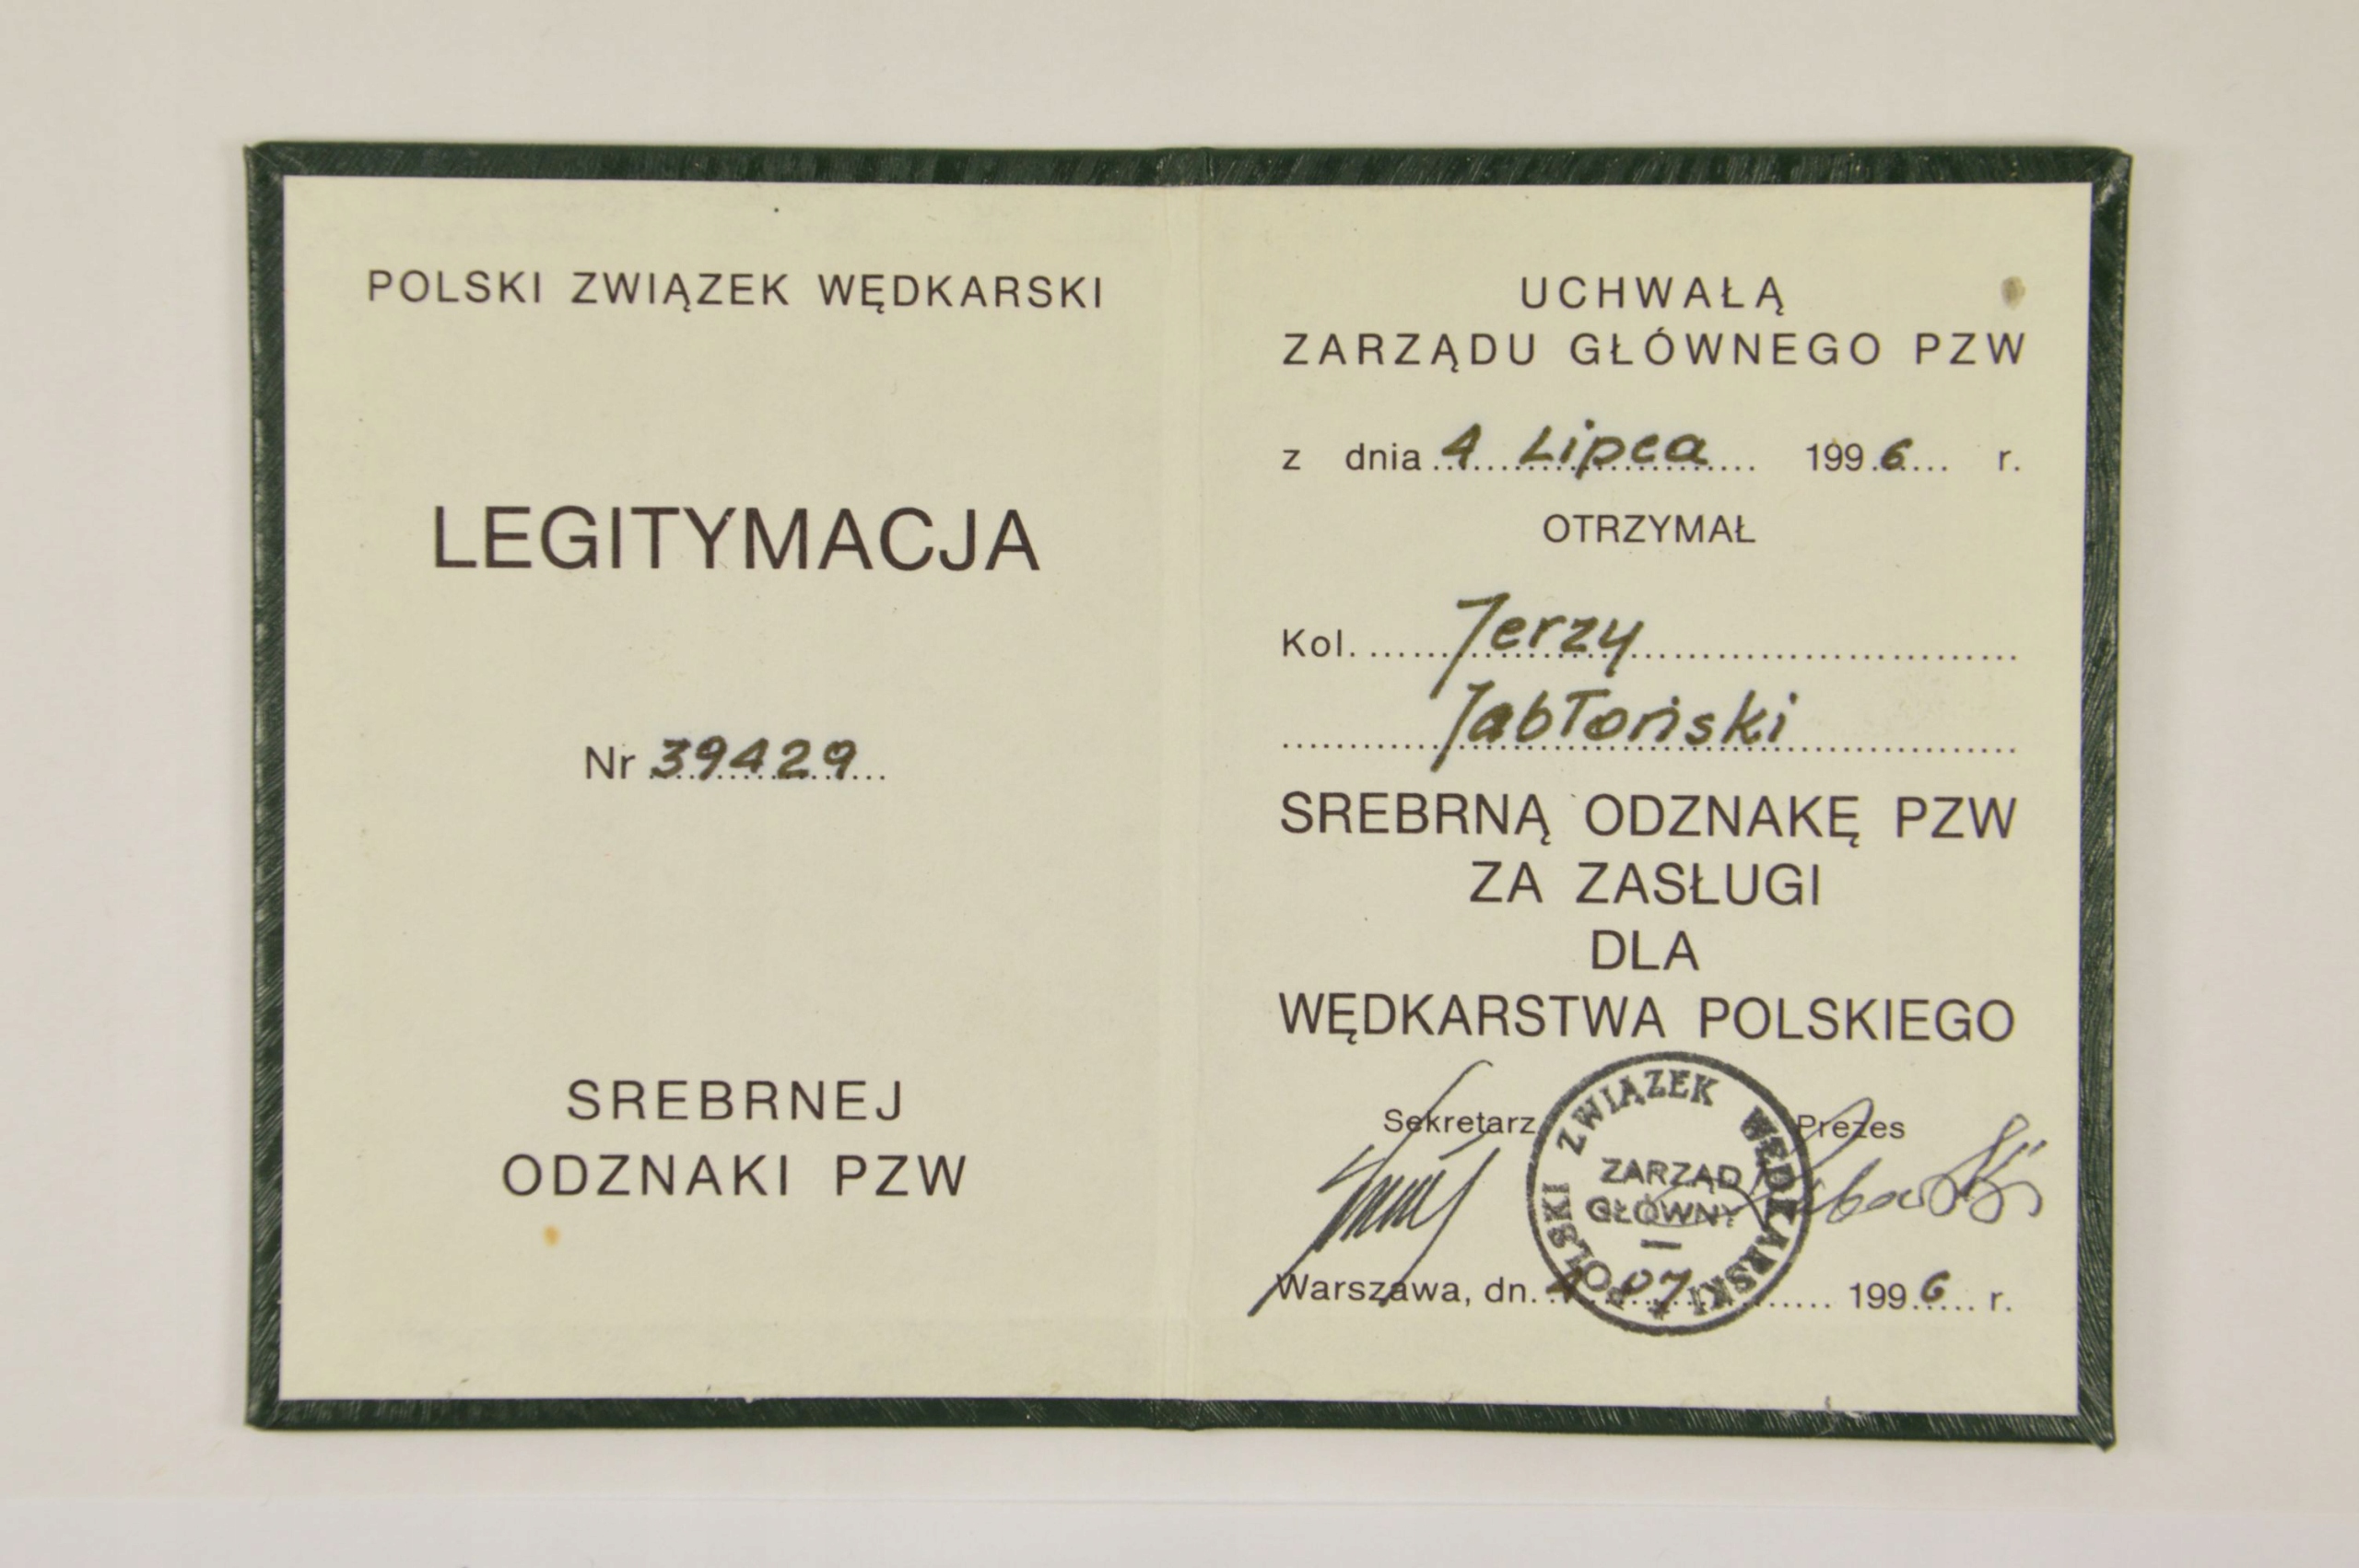 POLSKI ZWIĄZEK WĘDKARSKI
LEGITYMACJA
Nr 39429
SREBRNEJ
ODZNAKI PZW
UCHWAŁĄ
ZARZĄDU GŁÓWNEGO PZW
z dnia 4 Lipca 1996 r.
OTRZYMAŁ
Kol. Jerzy
Jabłoński
SREBRNĄ ODZNAKĘ PZW
ZA ZASŁUGI
DLA
WĘDKARSTWA POLSKIEGO
Sekretarz Prezes
POLSKI ZWIĄZEK WĘDKARSKI
ZARZĄD
GŁÓWNY
Warszawa, dn. 4 07 1996 r.